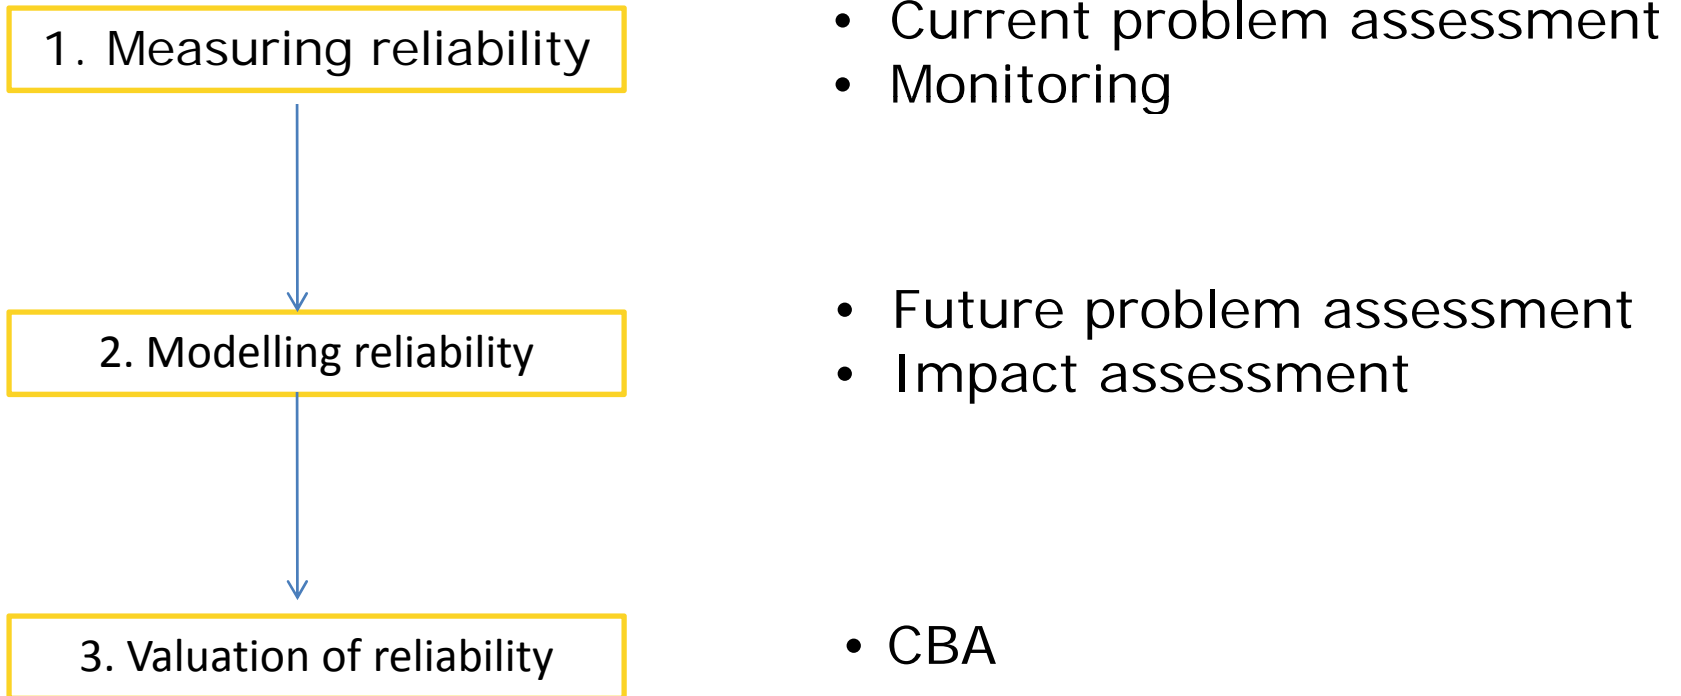 1. Measuring reliability
• Current problem assessment
• Monitoring
2. Modelling reliability
• Future problem assessment
• Impact assessment
3. Valuation of reliability
• CBA